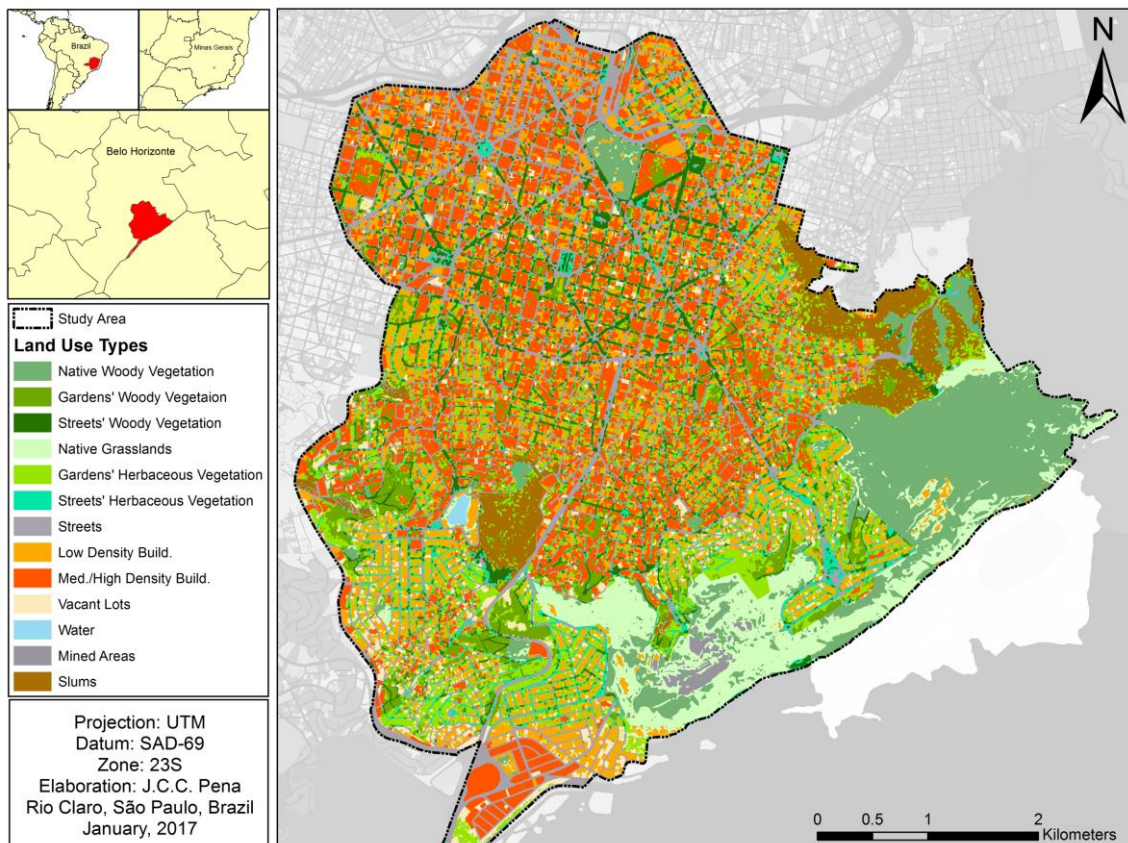 Brazil
Minas Gerais
Belo Horizonte
Study Area
Land Use Types
Native Woody Vegetation
Gardens' Woody Vegetaion
Streets' Woody Vegetation
Native Grasslands
Gardens' Herbaceous Vegetation
Streets' Herbaceous Vegetation
Streets
Low Density Build.
Med./High Density Build.
Vacant Lots
Water
Mined Areas
Slums
Projection: UTM
Datum: SAD-69
Zone: 23S
Elaboration: J.C.C. Pena
Rio Claro, São Paulo, Brazil
January, 2017
N
0 0.5 1 2
Kilometers